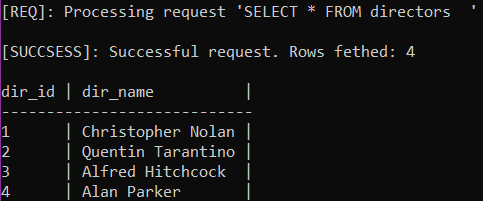 [REQ]: Processing request 'SELECT * FROM directors  '
[SUCCSESS]: Successful request. Rows fethed: 4
dir_id | dir_name           |
-----------------------------
1      | Christopher Nolan |
2      | Quentin Tarantino |
3      | Alfred Hitchcock  |
4      | Alan Parker       |